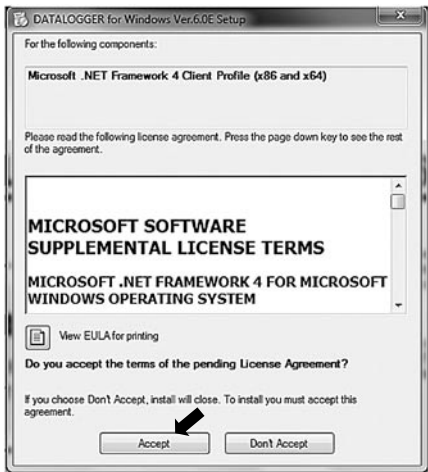 DATALOGGER for Windows Ver.6.0E Setup
For the following components:
Microsoft .NET Framework 4 Client Profile (x86 and x64)
Please read the following license agreement. Press the page down key to see the rest
of the agreement.
MICROSOFT SOFTWARE
SUPPLEMENTAL LICENSE TERMS
MICROSOFT .NET FRAMEWORK 4 FOR MICROSOFT
WINDOWS OPERATING SYSTEM
View EULA for printing
Do you accept the terms of the pending License Agreement?
If you choose Don't Accept, install will close. To install you must accept this
agreement.
Accept
Don't Accept